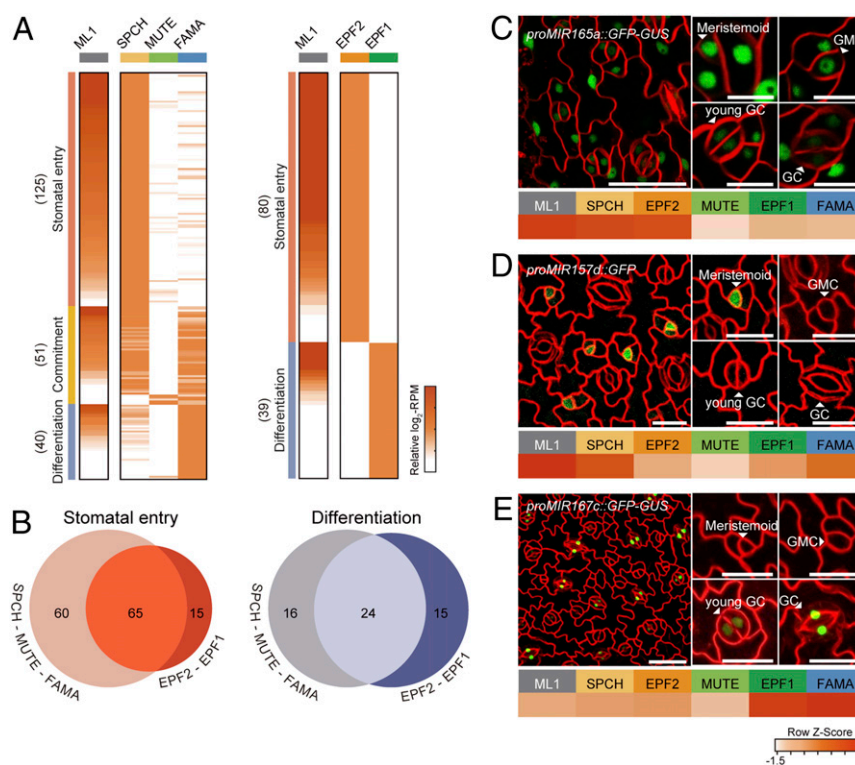 A
ML1
SPCH
MUTE
FAMA
ML1
EPF2
EPF1
(125)
Stomatal entry
(51)
Commitment
(40)
Differentiation
(80)
Stomatal entry
(39)
Differentiation
Relative log2-RPM
B
Stomatal entry
60
65
15
SPCH - MUTE - FAMA
EPF2 - EPF1
Differentiation
16
24
15
SPCH - MUTE - FAMA
EPF2 - EPF1
C
proMIR165a::GFP-GUS
Meristemoid
GM
young GC
GC
ML1 SPCH EPF2 MUTE EPF1 FAMA
D
proMIR157d::GFP
Meristemoid
GMC
young GC
GC
ML1 SPCH EPF2 MUTE EPF1 FAMA
E
proMIR167c::GFP-GUS
Meristemoid
GMC
young GC
GC
ML1 SPCH EPF2 MUTE EPF1 FAMA
Row Z-Score
-1.5